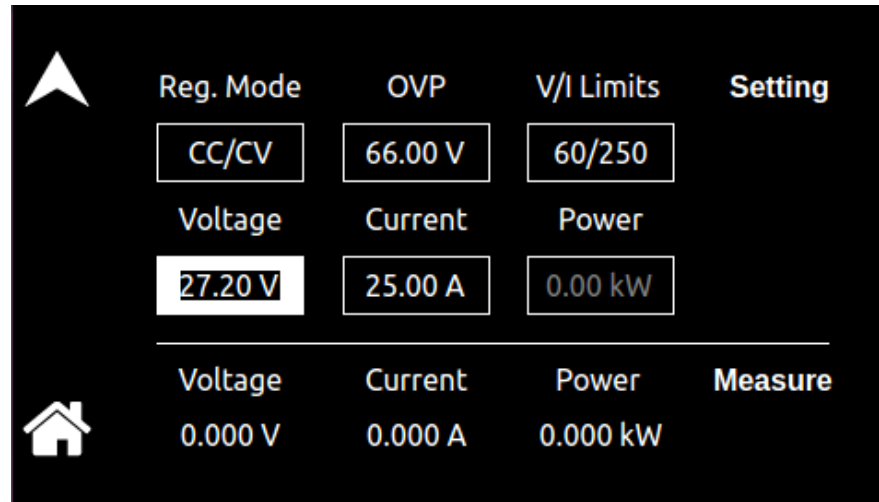 Reg. Mode OVP V/I Limits Setting
CC/CV 66.00 V 60/250
Voltage Current Power
27.20 V 25.00 A 0.00 kW
Voltage Current Power Measure
0.000 V 0.000 A 0.000 kW